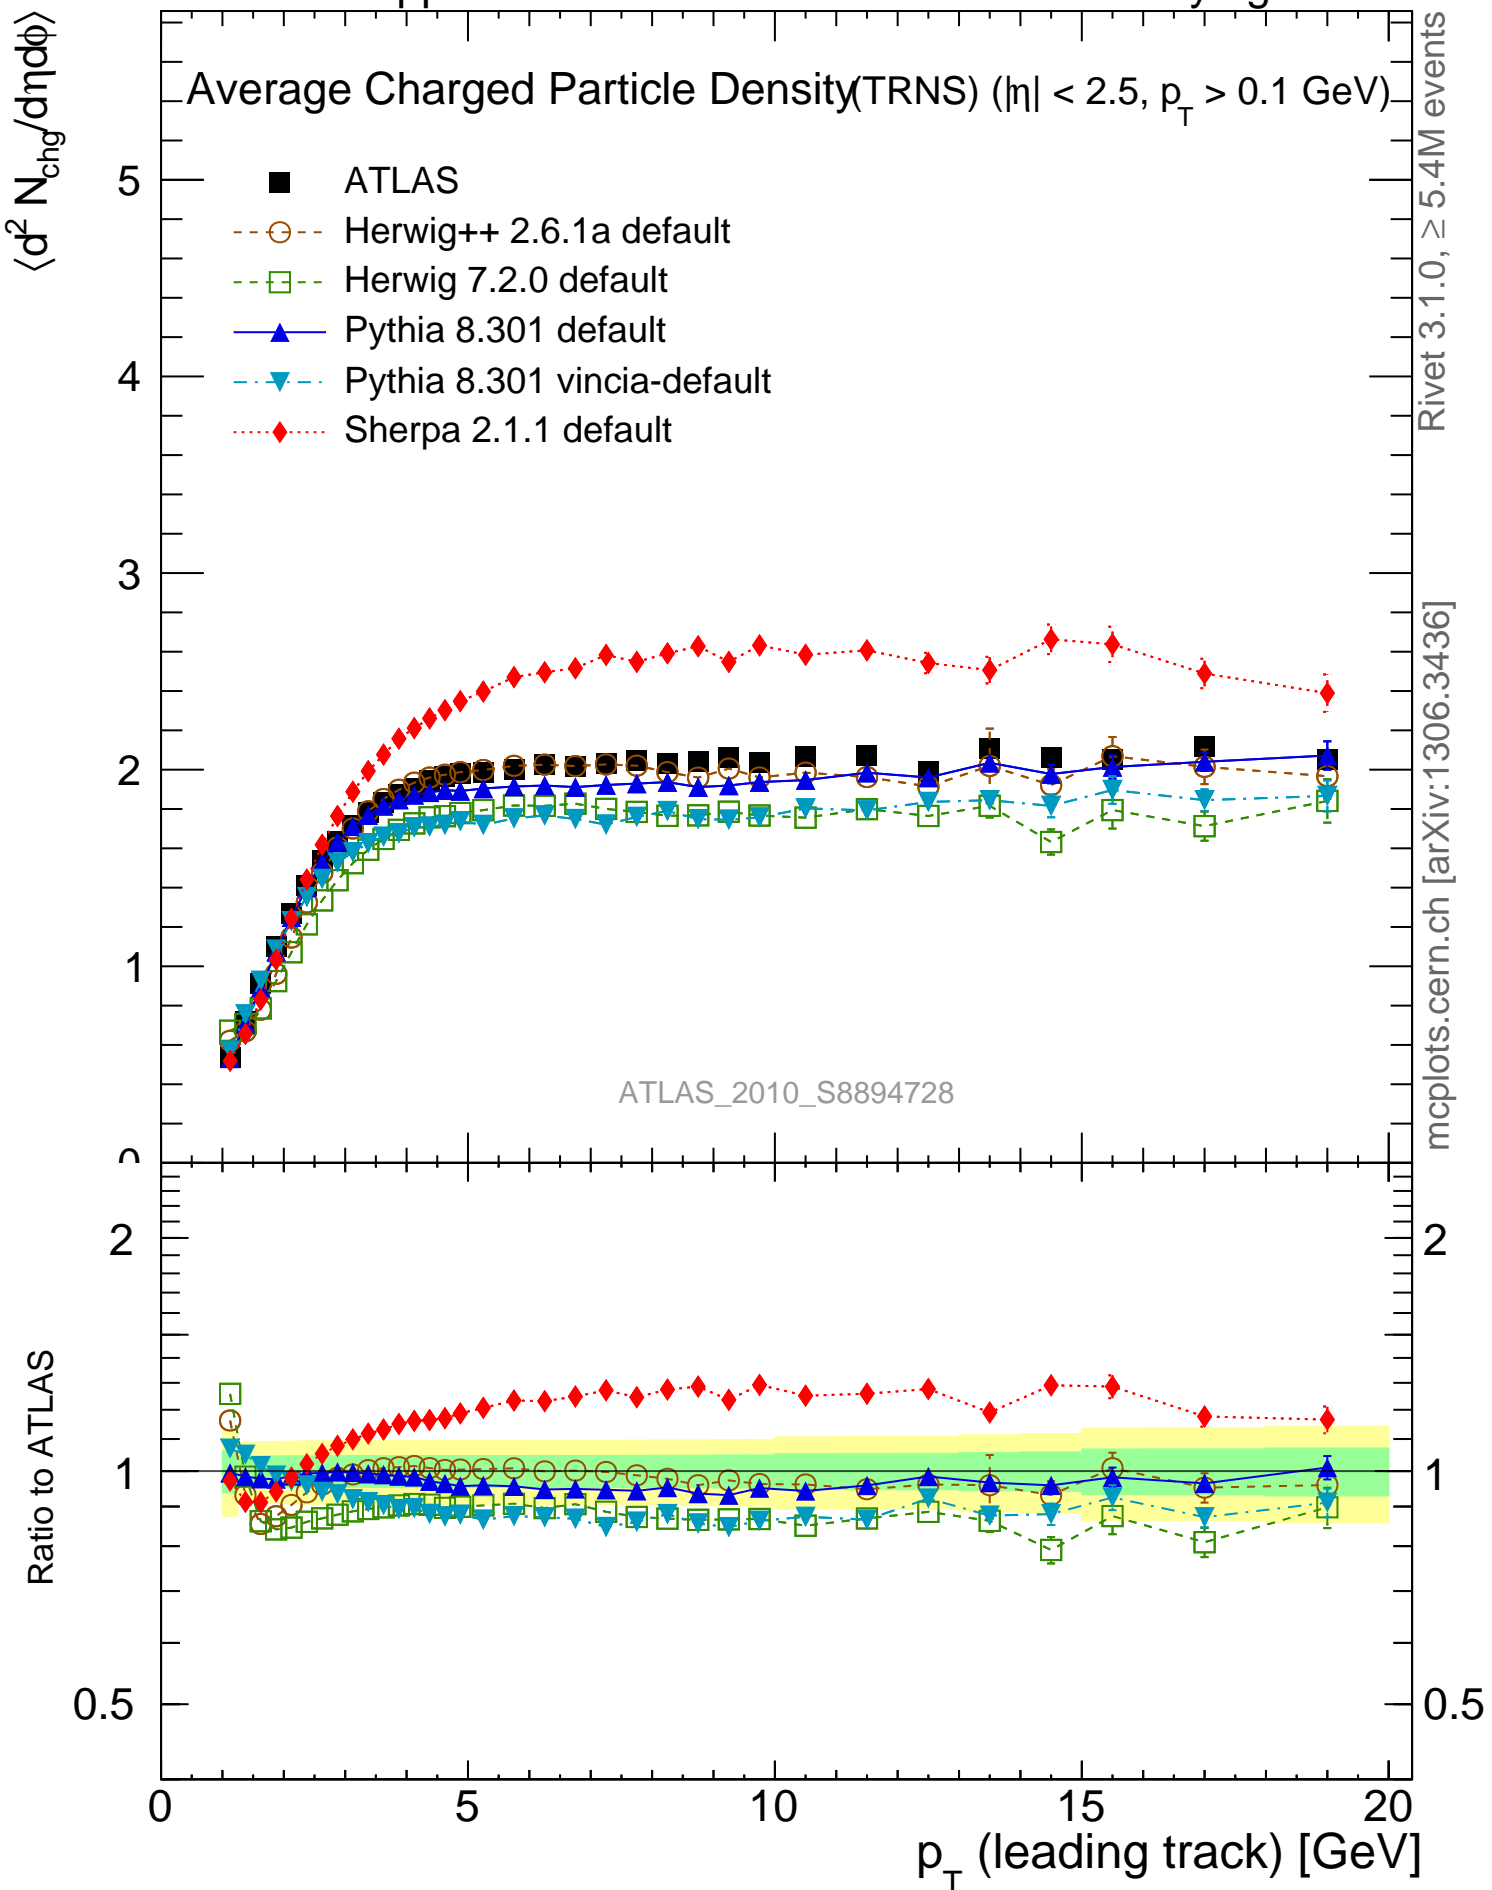 Average Charged Particle Density (TRNS) (|η| < 2.5, p_T > 0.1 GeV)
⟨d² N_chg/dηdϕ⟩
ATLAS
Herwig++ 2.6.1a default
Herwig 7.2.0 default
Pythia 8.301 default
Pythia 8.301 vincia-default
Sherpa 2.1.1 default
5
4
3
2
1
0
ATLAS_2010_S8894728
Rivet 3.1.0, ≥ 5.4M events
mcplots.cern.ch [arXiv:1306.3436]
Ratio to ATLAS
2
1
0.5
2
1
0.5
0 5 10 15 20
p_T (leading track) [GeV]